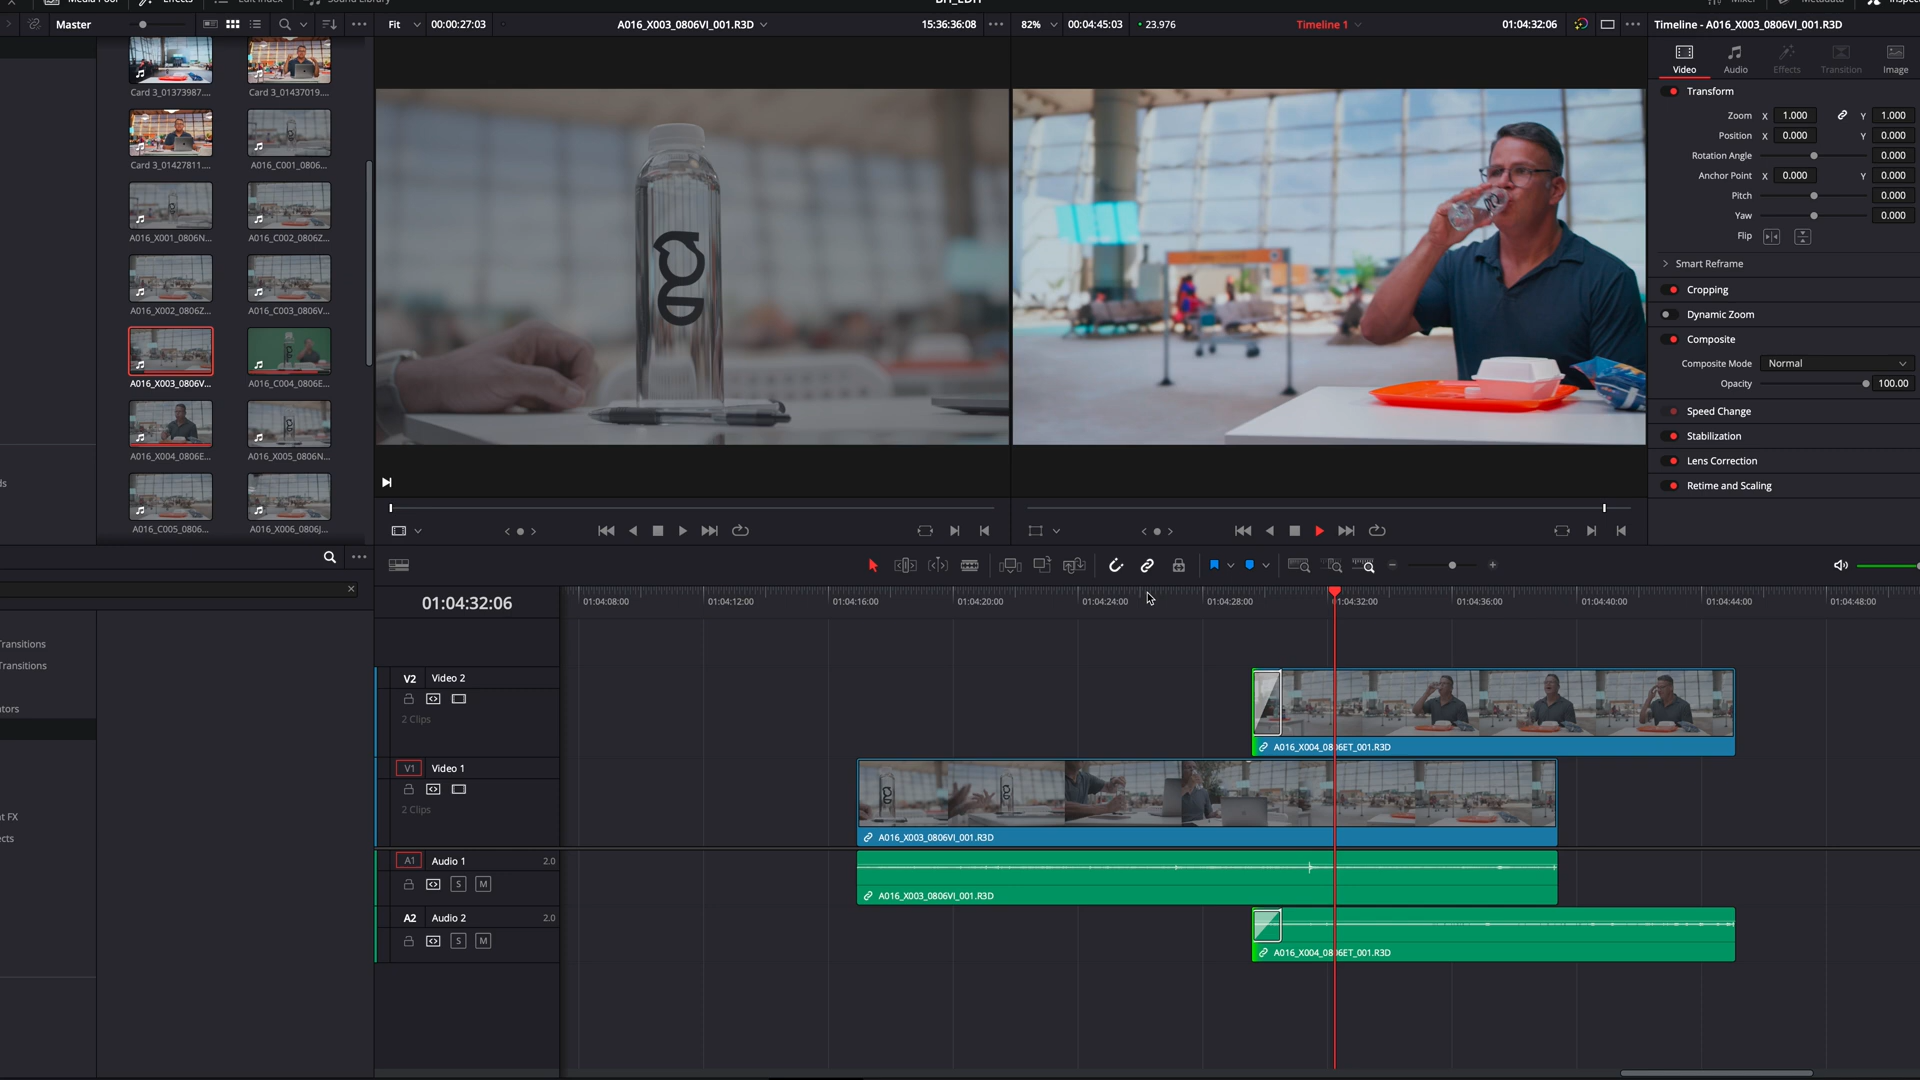 Master
Fit 00:00:27:03 A016_X003_0806VI_001.R3D 15:36:36:08
82% 00:04:45:03 23.976 Timeline 1 01:04:32:06
Timeline - A016_X003_0806VI_001.R3D
Video Audio Effects Transition Image
Card 3_01373987.... Card 3_01437019....
Card 3_01427811.... A016_C001_0806...
A016_X001_0806N... A016_C002_0806Z...
A016_X002_0806Z... A016_C003_0806V...
A016_X003_0806V... A016_C004_0806E...
A016_X004_0806E... A016_X005_0806N...
A016_C005_0806... A016_X006_0806J...
Transform
Zoom X 1.000 Y 1.000
Position X 0.000 Y 0.000
Rotation Angle 0.000
Anchor Point X 0.000 Y 0.000
Pitch 0.000
Yaw 0.000
Flip
Smart Reframe
Cropping
Dynamic Zoom
Composite
Composite Mode Normal
Opacity 100.00
Speed Change
Stabilization
Lens Correction
Retime and Scaling
ds
Transitions
Transitions
ators
t FX
ects
01:04:32:06
01:04:08:00 01:04:12:00 01:04:16:00 01:04:20:00 01:04:24:00 01:04:28:00 01:04:32:00 01:04:36:00 01:04:40:00 01:04:44:00 01:04:48:00
V2 Video 2
2 Clips
A016_X004_0806ET_001.R3D
V1 Video 1
2 Clips
A016_X003_0806VI_001.R3D
A1 Audio 1 2.0
S M
A016_X003_0806VI_001.R3D
A2 Audio 2 2.0
S M
A016_X004_0806ET_001.R3D